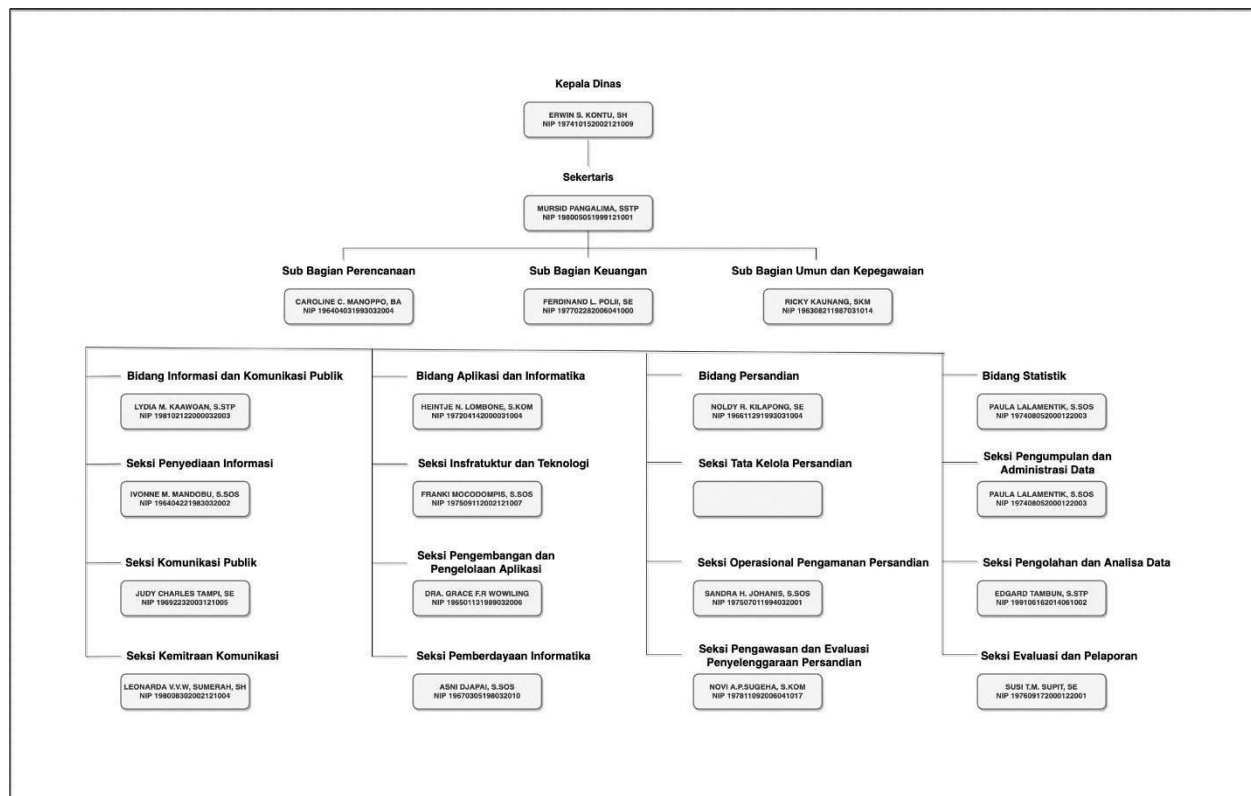 Kepala Dinas
ERWIN S. KONTU, SH
NIP 197410152002121009
Sekertaris
MURSID PANGALIMA, SSTP
NIP 198005051999121001
Sub Bagian Perencanaan
CAROLINE C. MANOPPO, BA
NIP 196404031993032004
Sub Bagian Keuangan
FERDINAND L. POLII, SE
NIP 197702282006041000
Sub Bagian Umun dan Kepegawaian
RICKY KAUNANG, SKM
NIP 196308211987031014
Bidang Informasi dan Komunikasi Publik
LYDIA M. KAAWOAN, S.STP
NIP 198102122000032003
Seksi Penyediaan Informasi
IVONNE M. MANDOBU, S.SOS
NIP 196404221983032002
Seksi Komunikasi Publik
JUDY CHARLES TAMPI, SE
NIP 19692232003121005
Seksi Kemitraan Komunikasi
LEONARDA V.V.W, SUMERAH, SH
NIP 198008302002121004
Bidang Aplikasi dan Informatika
HEINTJE N. LOMBONE, S.KOM
NIP 197204142000031004
Seksi Insfratuktur dan Teknologi
FRANKI MOCODOMPIS, S.SOS
NIP 197509112002121007
Seksi Pengembangan dan
Pengelolaan Aplikasi
DRA. GRACE F.R WOWILING
NIP 196501131989032006
Seksi Pemberdayaan Informatika
ASNI DJAPAI, S.SOS
NIP 19670305198032010
Bidang Persandian
NOLDY R. KILAPONG, SE
NIP 196611291993031004
Seksi Tata Kelola Persandian
Seksi Operasional Pengamanan Persandian
SANDRA H. JOHANIS, S.SOS
NIP 197507011994032001
Seksi Pengawasan dan Evaluasi
Penyelenggaraan Persandian
NOVI A.P.SUGEHA, S.KOM
NIP 197811092006041017
Bidang Statistik
PAULA LALAMENTIK, S.SOS
NIP 197408052000122003
Seksi Pengumpulan dan
Administrasi Data
PAULA LALAMENTIK, S.SOS
NIP 197408052000122003
Seksi Pengolahan dan Analisa Data
EDGARD TAMBUN, S.STP
NIP 199106162014061002
Seksi Evaluasi dan Pelaporan
SUSI T.M. SUPIT, SE
NIP 197609172000122001